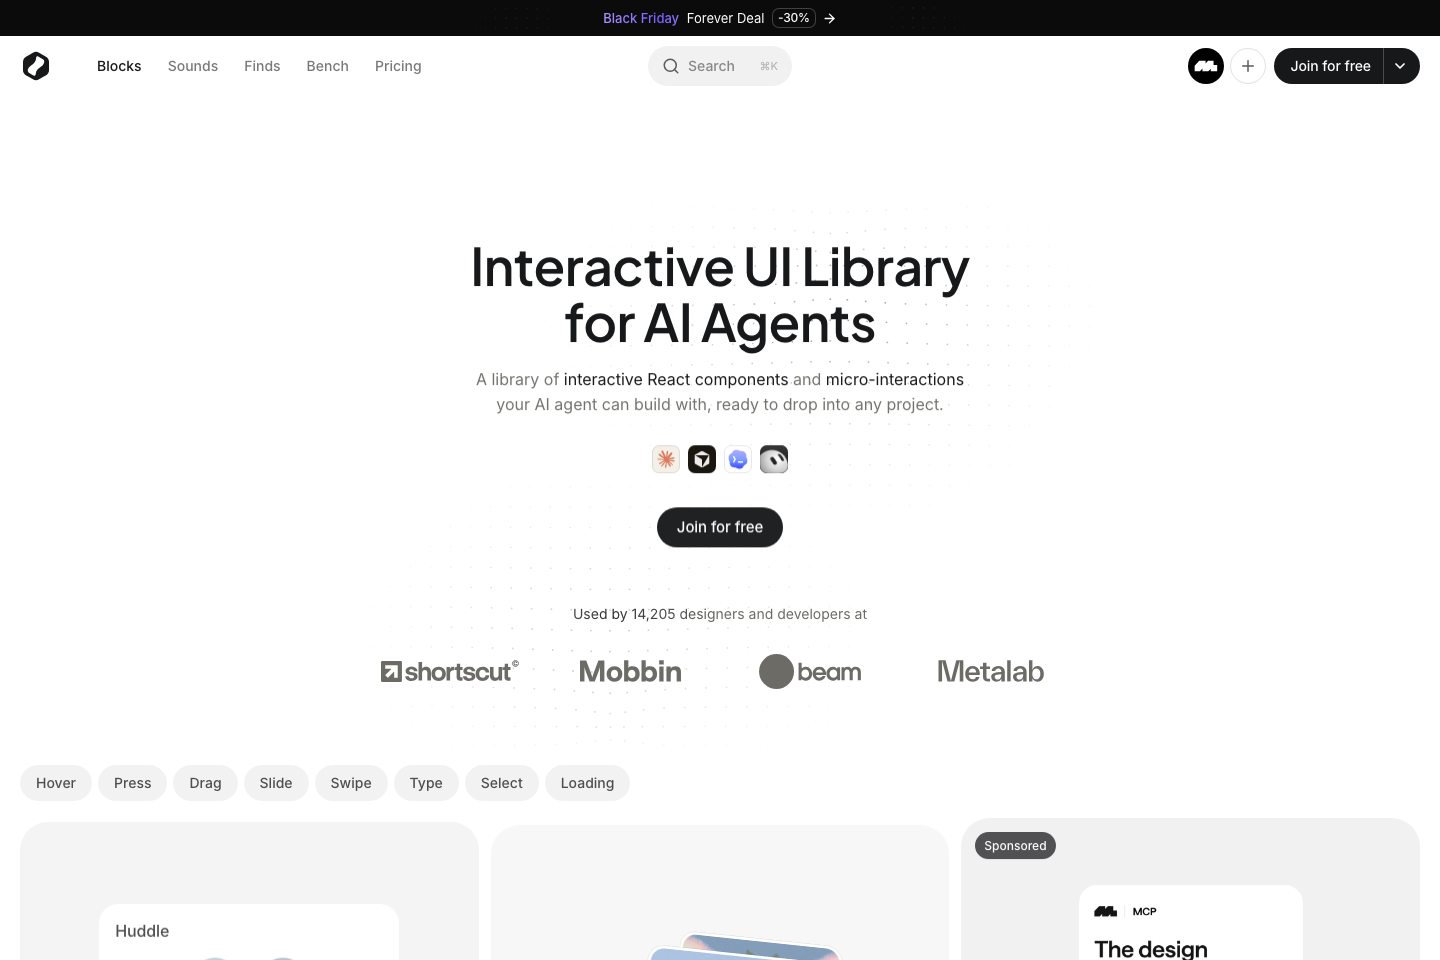 Black Friday Forever Deal -30%
Blocks Sounds Finds Bench Pricing
Search ⌘K
Join for free
Interactive UI Library
for AI Agents
A library of interactive React components and micro-interactions
your AI agent can build with, ready to drop into any project.
Join for free
Used by 14,205 designers and developers at
shortscut©
Mobbin
beam
Metalab
Hover Press Drag Slide Swipe Type Select Loading
Huddle
Sponsored
MCP
The design